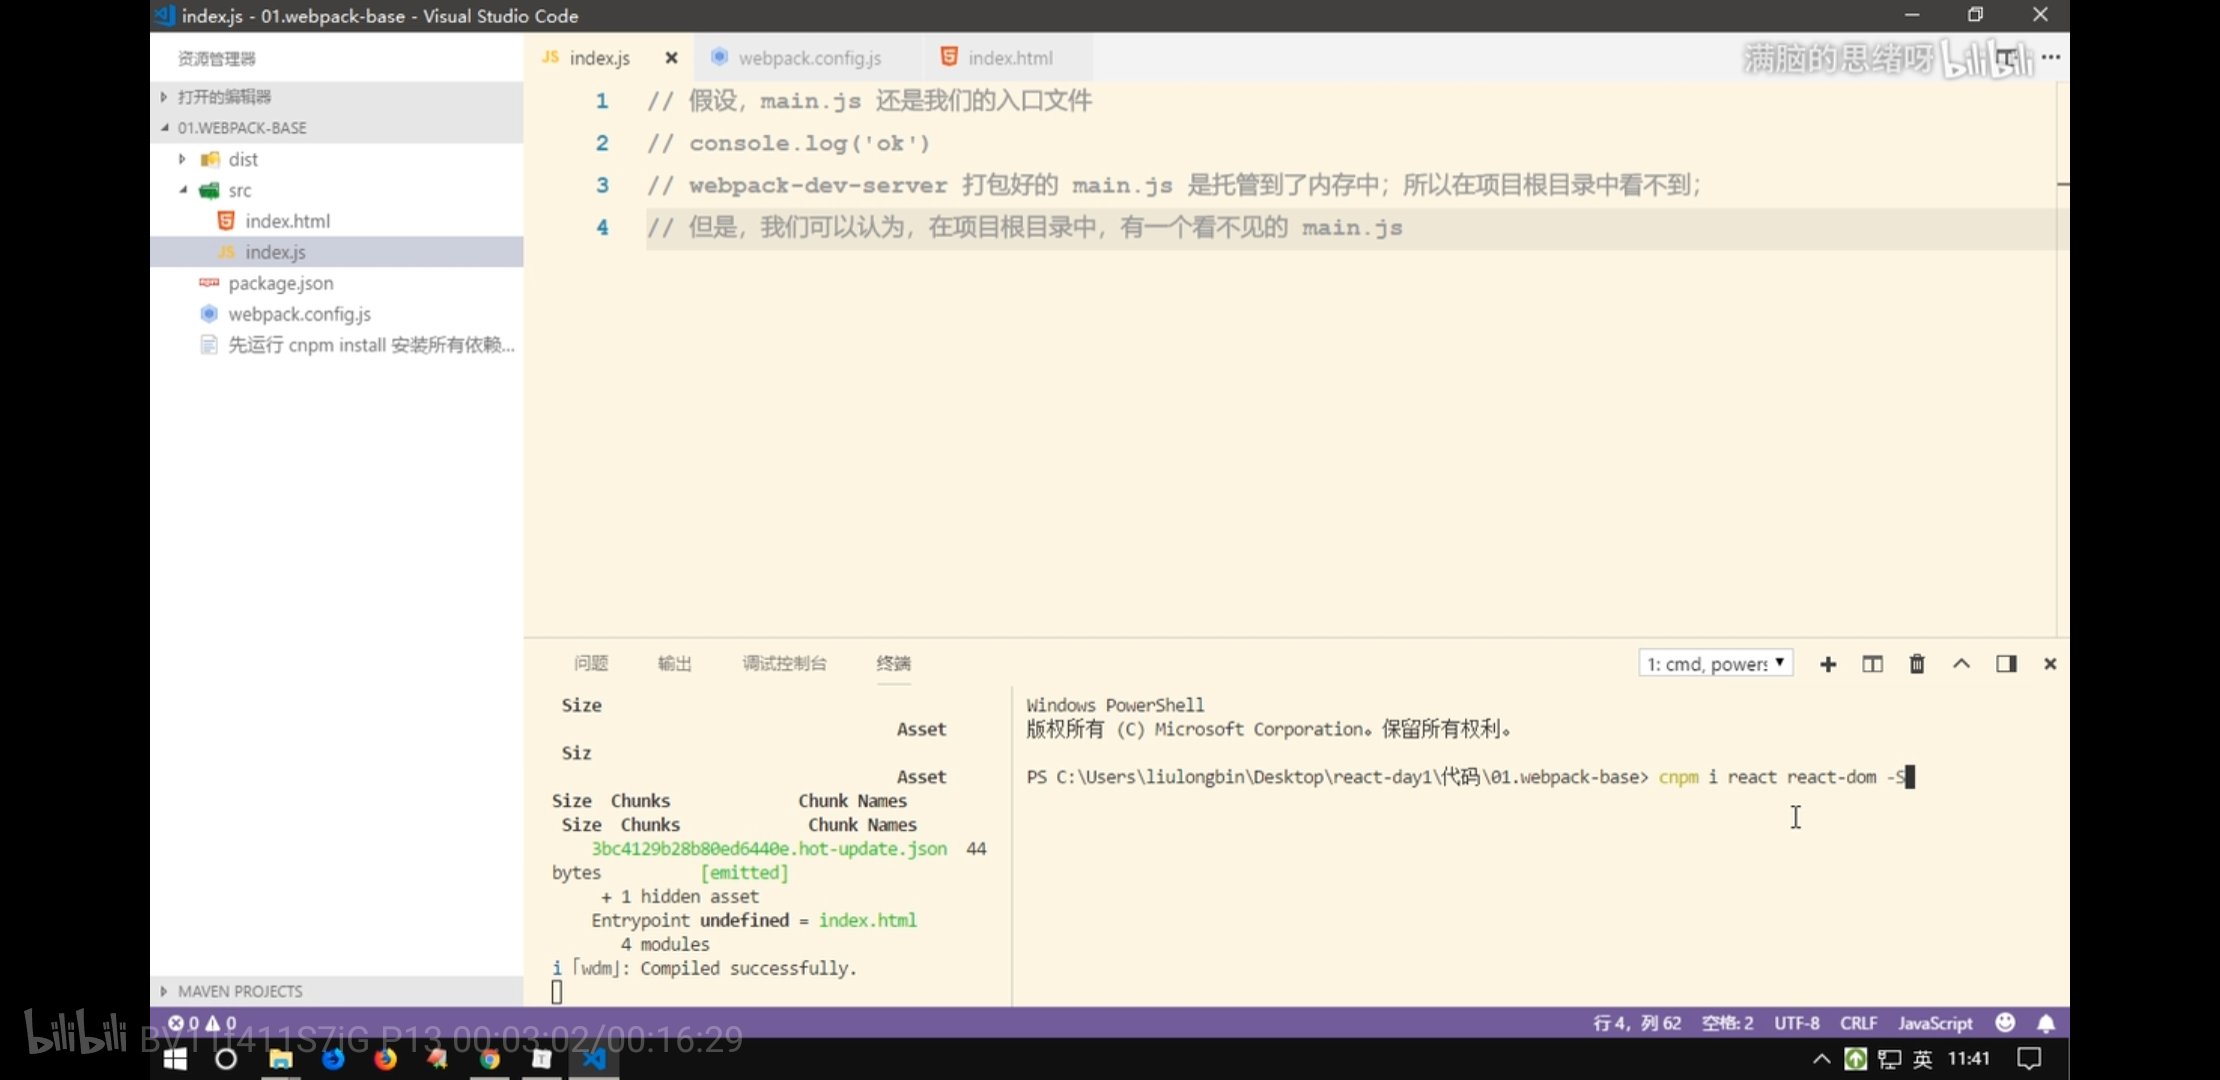 index.js - 01.webpack-base - Visual Studio Code
资源管理器
打开的编辑器
01.WEBPACK-BASE
dist
src
index.html
index.js
package.json
webpack.config.js
先运行 cnpm install 安装所有依赖...
MAVEN PROJECTS
JS index.js
webpack.config.js
index.html
满脑的思绪呀 bilibili
1 // 假设，main.js 还是我们的入口文件
2 // console.log('ok')
3 // webpack-dev-server 打包好的 main.js 是托管到了内存中；所以在项目根目录中看不到；
4 // 但是，我们可以认为，在项目根目录中，有一个看不见的 main.js
问题 输出 调试控制台 终端
1: cmd, powers
Size
Asset
Siz
Asset
Size Chunks Chunk Names
Size Chunks Chunk Names
3bc4129b28b80ed6440e.hot-update.json 44
bytes [emitted]
+ 1 hidden asset
Entrypoint undefined = index.html
4 modules
i ｢wdm｣: Compiled successfully.
Windows PowerShell
版权所有 (C) Microsoft Corporation。保留所有权利。
PS C:\Users\liulongbin\Desktop\react-day1\代码\01.webpack-base> cnpm i react react-dom -S
0 0
行 4，列 62 空格: 2 UTF-8 CRLF JavaScript
bilibili P13 00:03:02/00:16:29
英 11:41